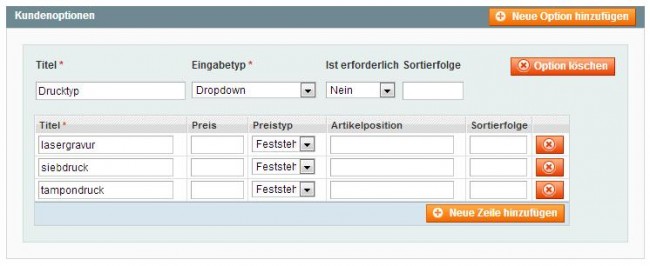 Kundenoptionen
Neue Option hinzufügen
Titel * Eingabetyp * Ist erforderlich Sortierfolge
Option löschen
Drucktyp Dropdown Nein
Titel * Preis Preistyp Artikelposition Sortierfolge
lasergravur Feststeh
siebdruck Feststeh
tampondruck Feststeh
Neue Zeile hinzufügen